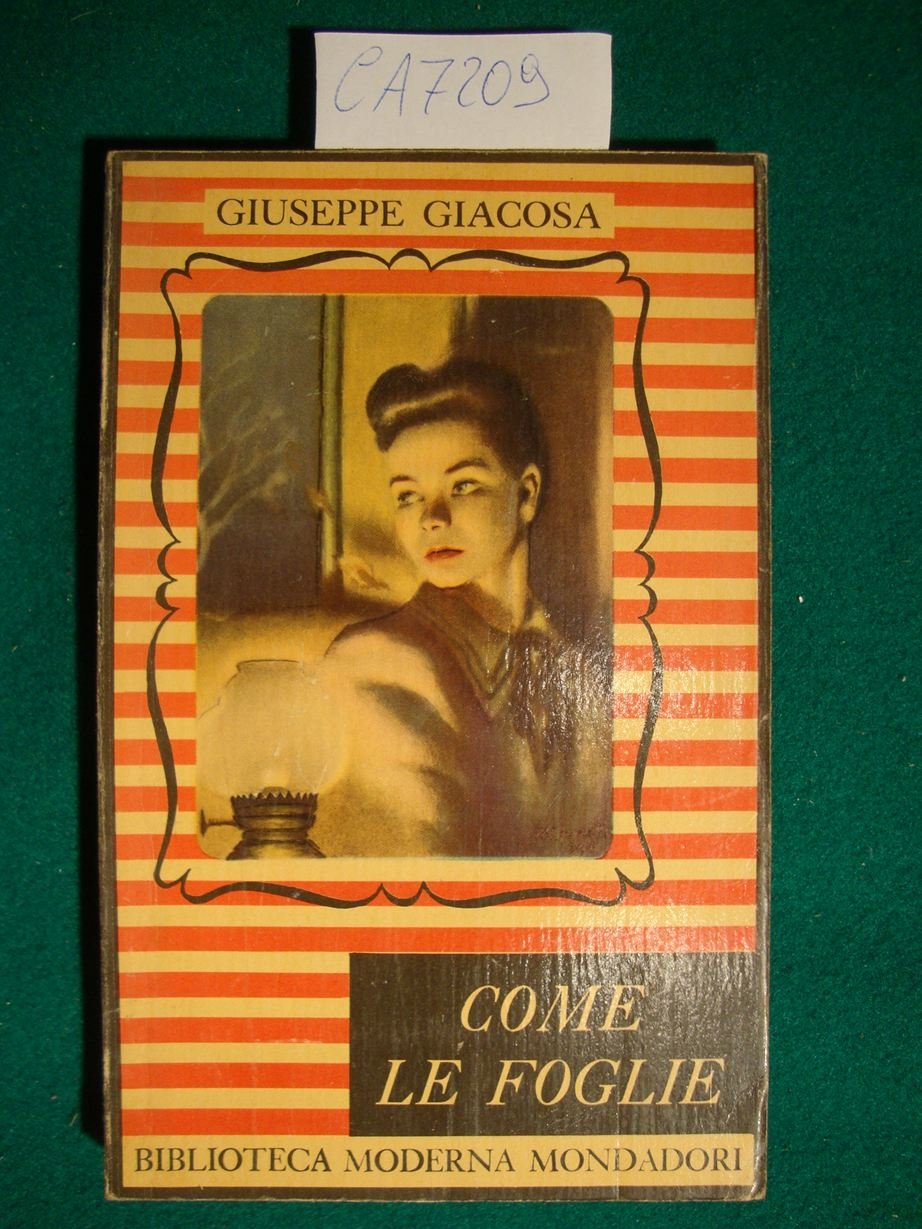 CA7209
GIUSEPPE GIACOSA
COME
LE FOGLIE
BIBLIOTECA MODERNA MONDADORI